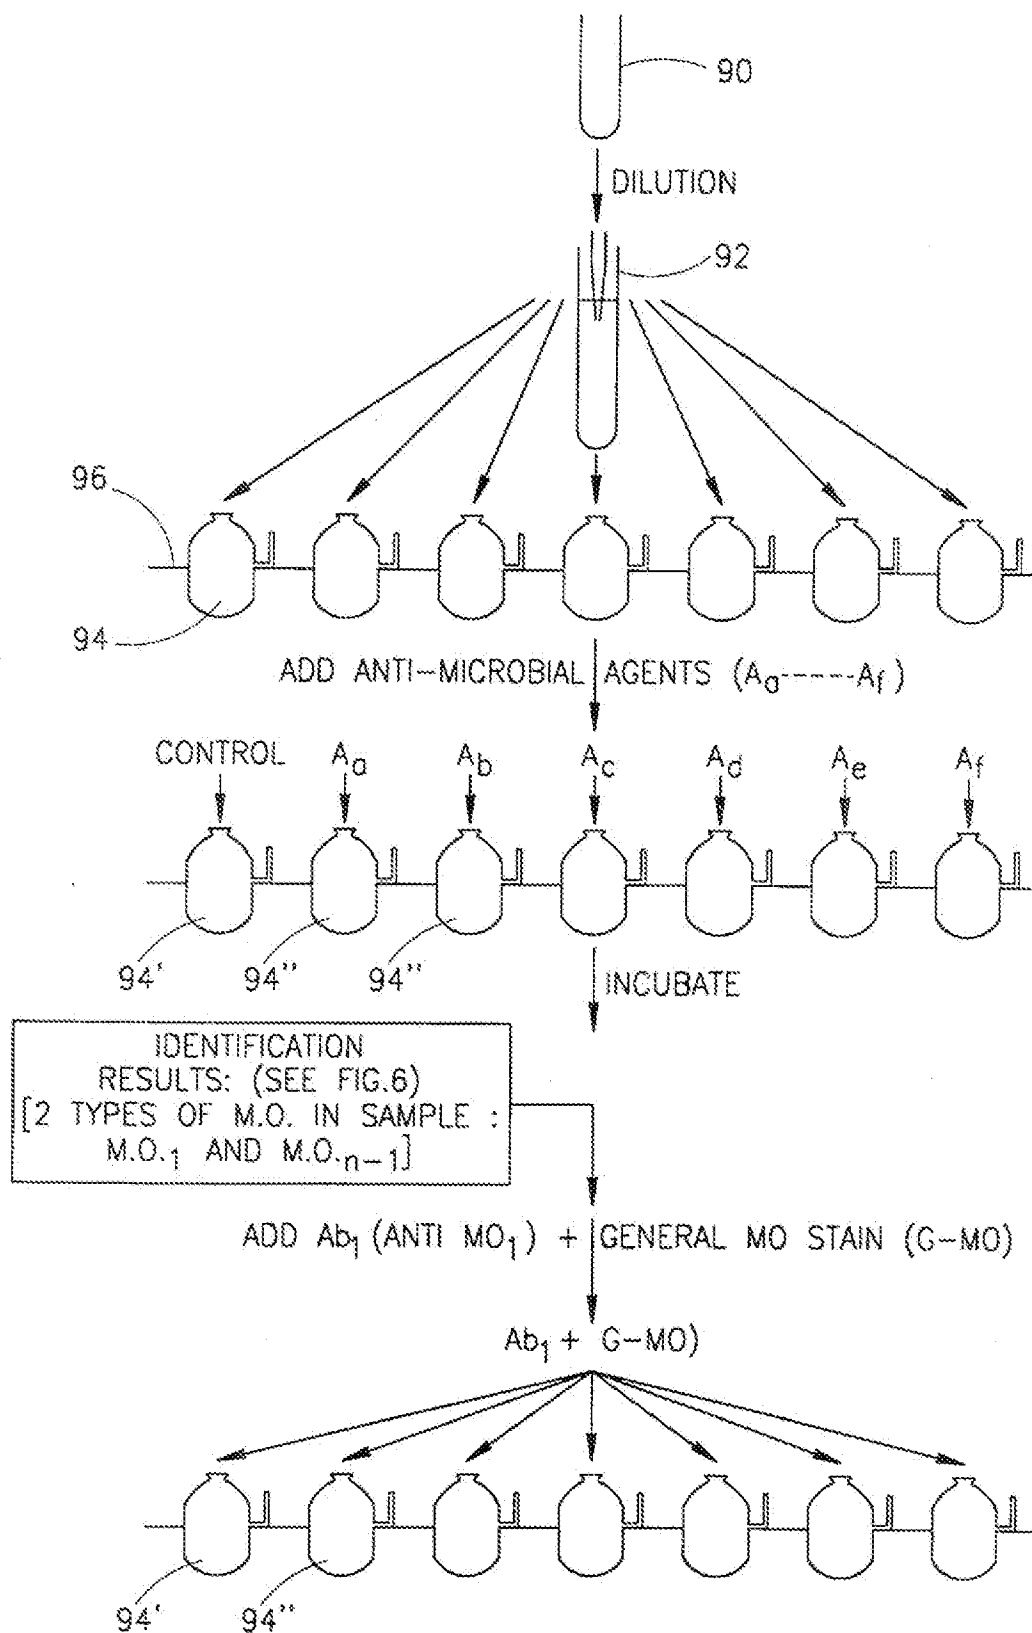 90
DILUTION
92
96
94
ADD ANTI-MICROBIAL AGENTS (Aa-----Af)
CONTROL Aa Ab Ac Ad Ae Af
94' 94" 94"
INCUBATE
IDENTIFICATION
RESULTS: (SEE FIG.6)
[2 TYPES OF M.O. IN SAMPLE :
M.O.1 AND M.O.n-1]
ADD Ab1 (ANTI MO1) + GENERAL MO STAIN (G-MO)
Ab1 + G-MO)
94' 94"